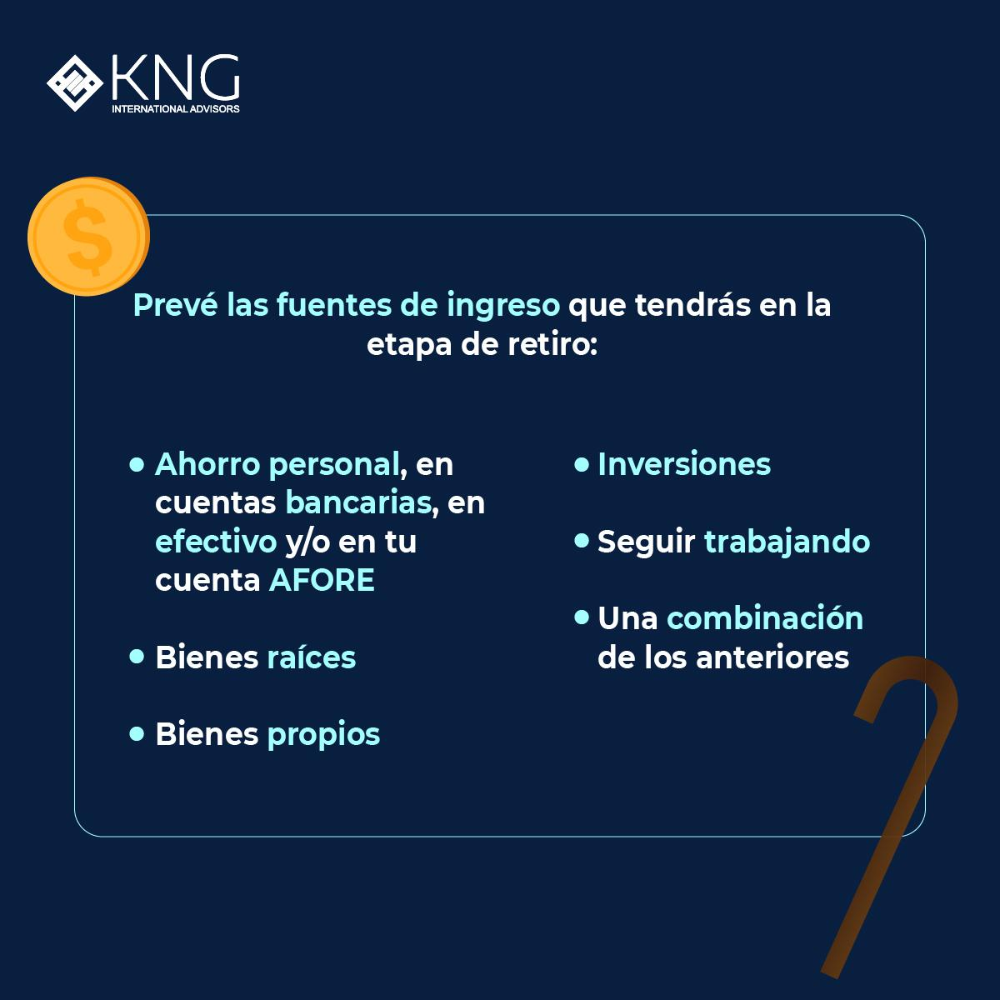 KNG
INTERNATIONAL ADVISORS
$
Prevé las fuentes de ingreso que tendrás en la
etapa de retiro:
• Ahorro personal, en
cuentas bancarias, en
efectivo y/o en tu
cuenta AFORE
• Bienes raíces
• Bienes propios
• Inversiones
• Seguir trabajando
• Una combinación
de los anteriores